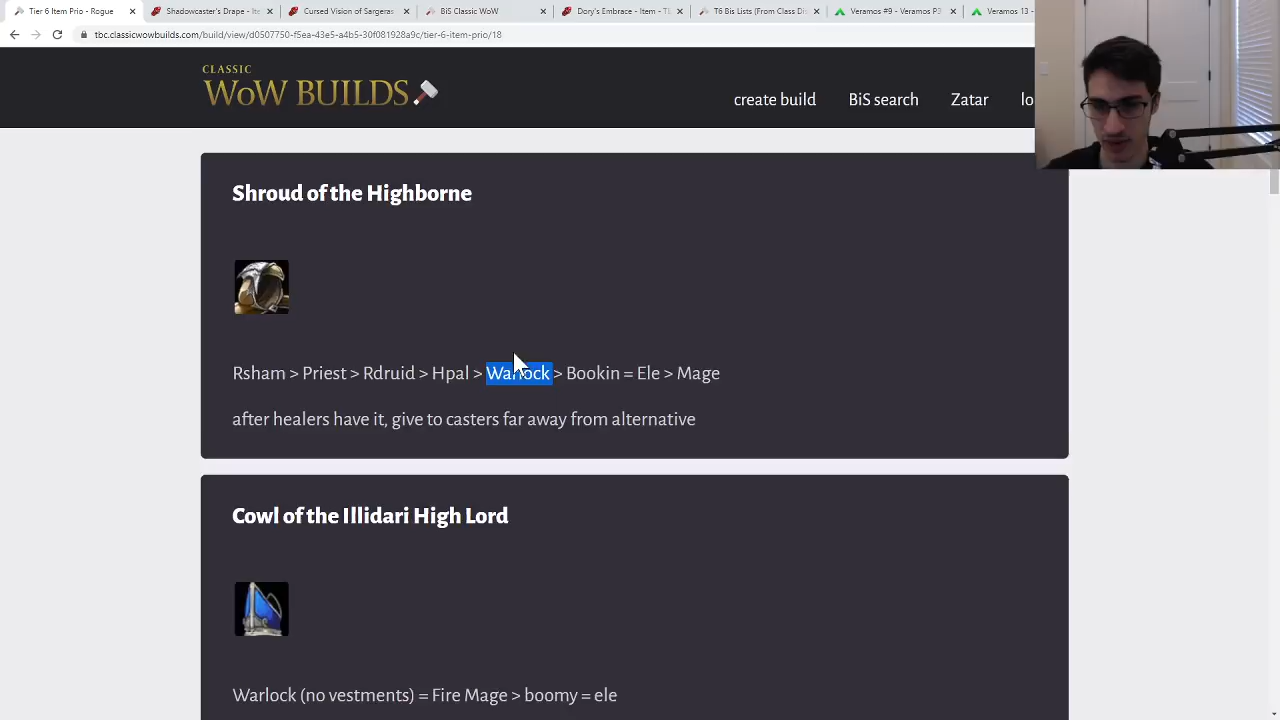 Tier 6 Item Prio - Rogue
Shadowcaster's Drape - Ite
Cursed Vision of Sargeras
BiS Classic WoW
Dory's Embrace - Item - T
T6 Bis Lists (From Class Di
Veramos #9 - Veramos P3
Veramos 13 -
tbc.classicwowbuilds.com/build/view/d0507750-f5ea-43e5-a4b5-30f081928a9c/tier-6-item-prio/18
CLASSIC
WoW BUILDS
create build
BiS search
Zatar
lo
Shroud of the Highborne
Rsham > Priest > Rdruid > Hpal > Warlock > Bookin = Ele > Mage
after healers have it, give to casters far away from alternative
Cowl of the Illidari High Lord
Warlock (no vestments) = Fire Mage > boomy = ele